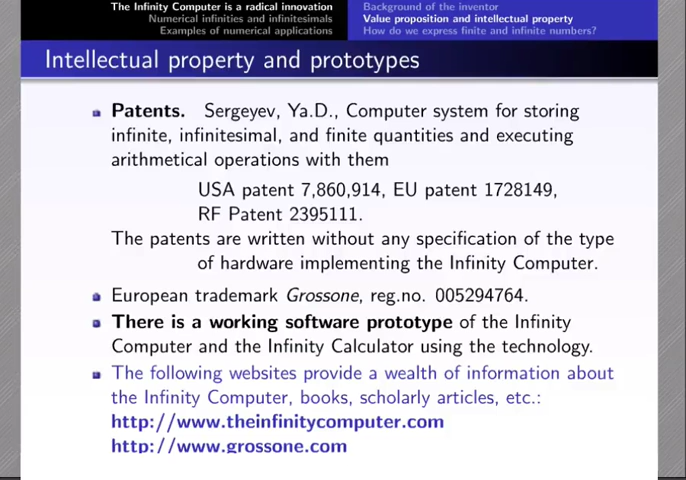 The Infinity Computer is a radical innovation
Numerical infinities and infinitesimals
Examples of numerical applications
Background of the inventor
Value proposition and intellectual property
How do we express finite and infinite numbers?
Intellectual property and prototypes
Patents. Sergeyev, Ya.D., Computer system for storing
infinite, infinitesimal, and finite quantities and executing
arithmetical operations with them
USA patent 7,860,914, EU patent 1728149,
RF Patent 2395111.
The patents are written without any specification of the type
of hardware implementing the Infinity Computer.
European trademark Grossone, reg.no. 005294764.
There is a working software prototype of the Infinity
Computer and the Infinity Calculator using the technology.
The following websites provide a wealth of information about
the Infinity Computer, books, scholarly articles, etc.:
http://www.theinfinitycomputer.com
http://www.grossone.com